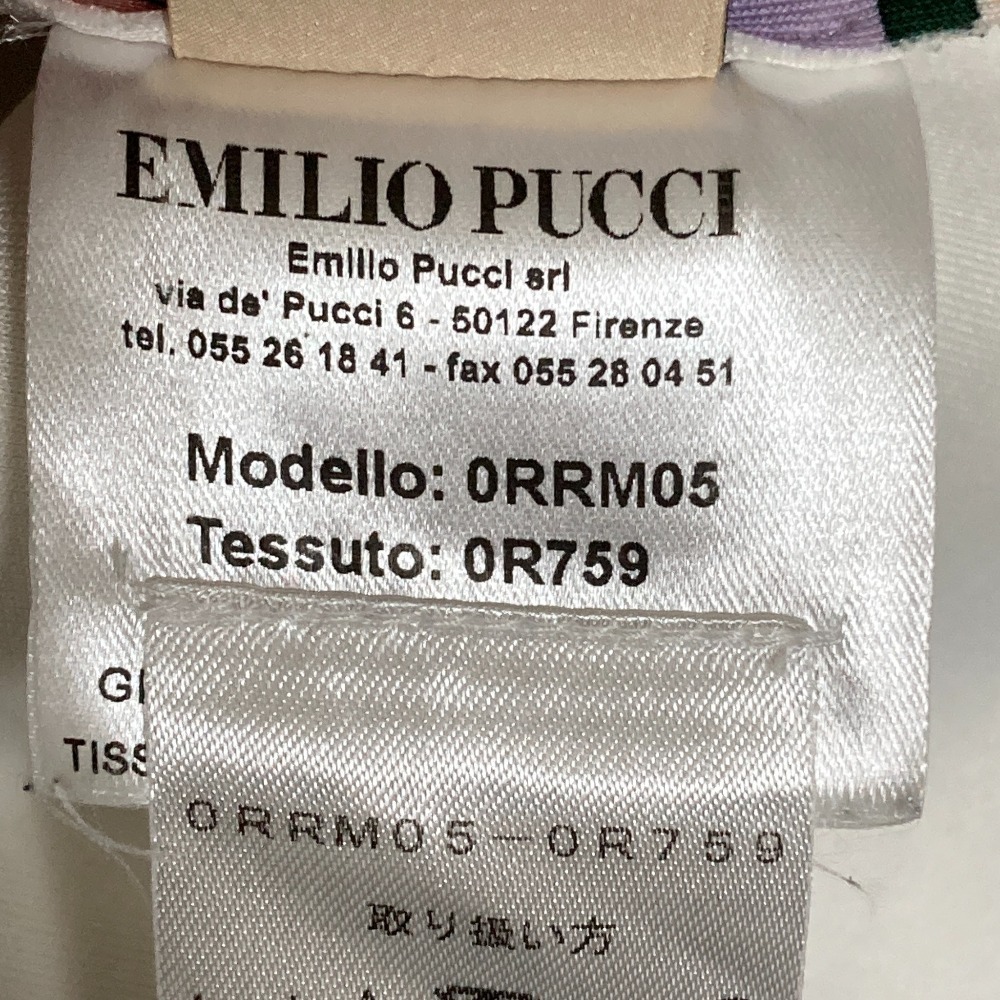 EMILIO PUCCI
Emilio Pucci srl
via de' Pucci 6 - 50122 Firenze
tel. 055 26 18 41 - fax 055 28 04 51
Modello: 0RRM05
Tessuto: 0R759
0RRM05-0R759
取り扱い方